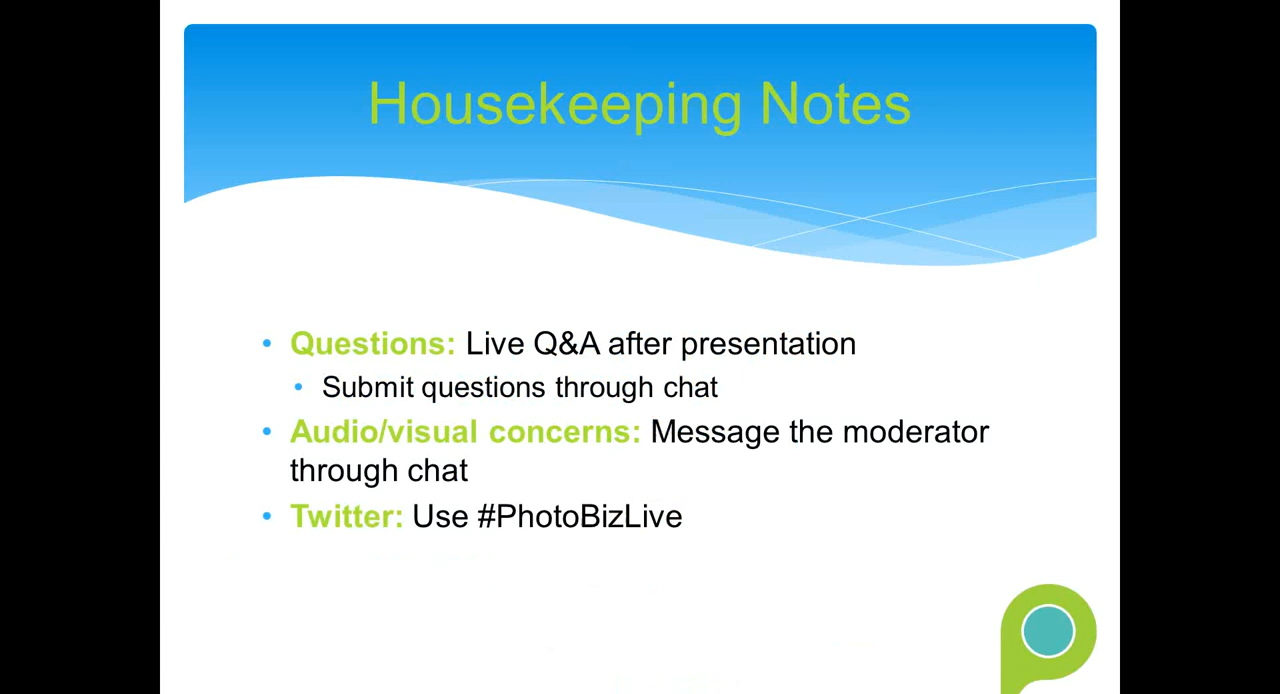 Housekeeping Notes
• Questions: Live Q&A after presentation
• Submit questions through chat
• Audio/visual concerns: Message the moderator
through chat
• Twitter: Use #PhotoBizLive